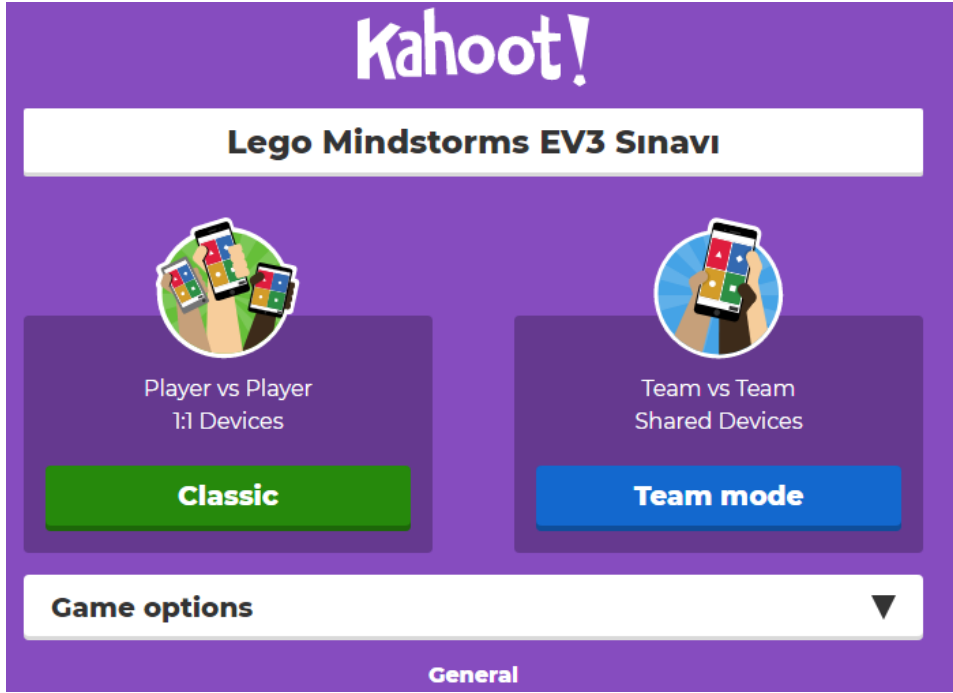 Kahoot!
Lego Mindstorms EV3 Sınavı
Player vs Player
1:1 Devices
Classic
Team vs Team
Shared Devices
Team mode
Game options
General